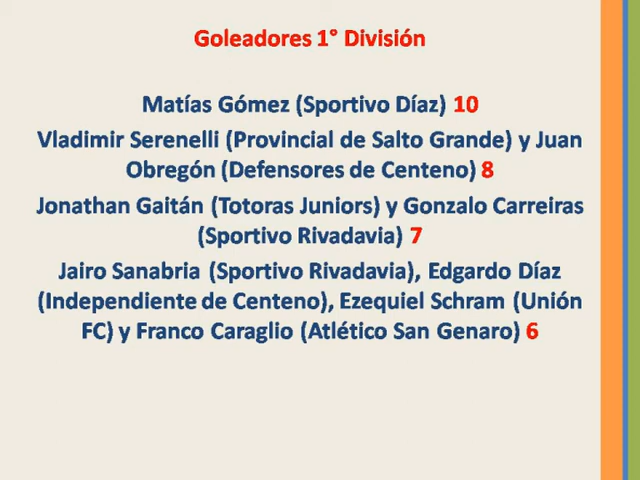 Goleadores 1° División
Matías Gómez (Sportivo Díaz) 10
Vladimir Serenelli (Provincial de Salto Grande) y Juan
Obregón (Defensores de Centeno) 8
Jonathan Gaitán (Totoras Juniors) y Gonzalo Carreiras
(Sportivo Rivadavia) 7
Jairo Sanabria (Sportivo Rivadavia), Edgardo Díaz
(Independiente de Centeno), Ezequiel Schram (Unión
FC) y Franco Caraglio (Atlético San Genaro) 6